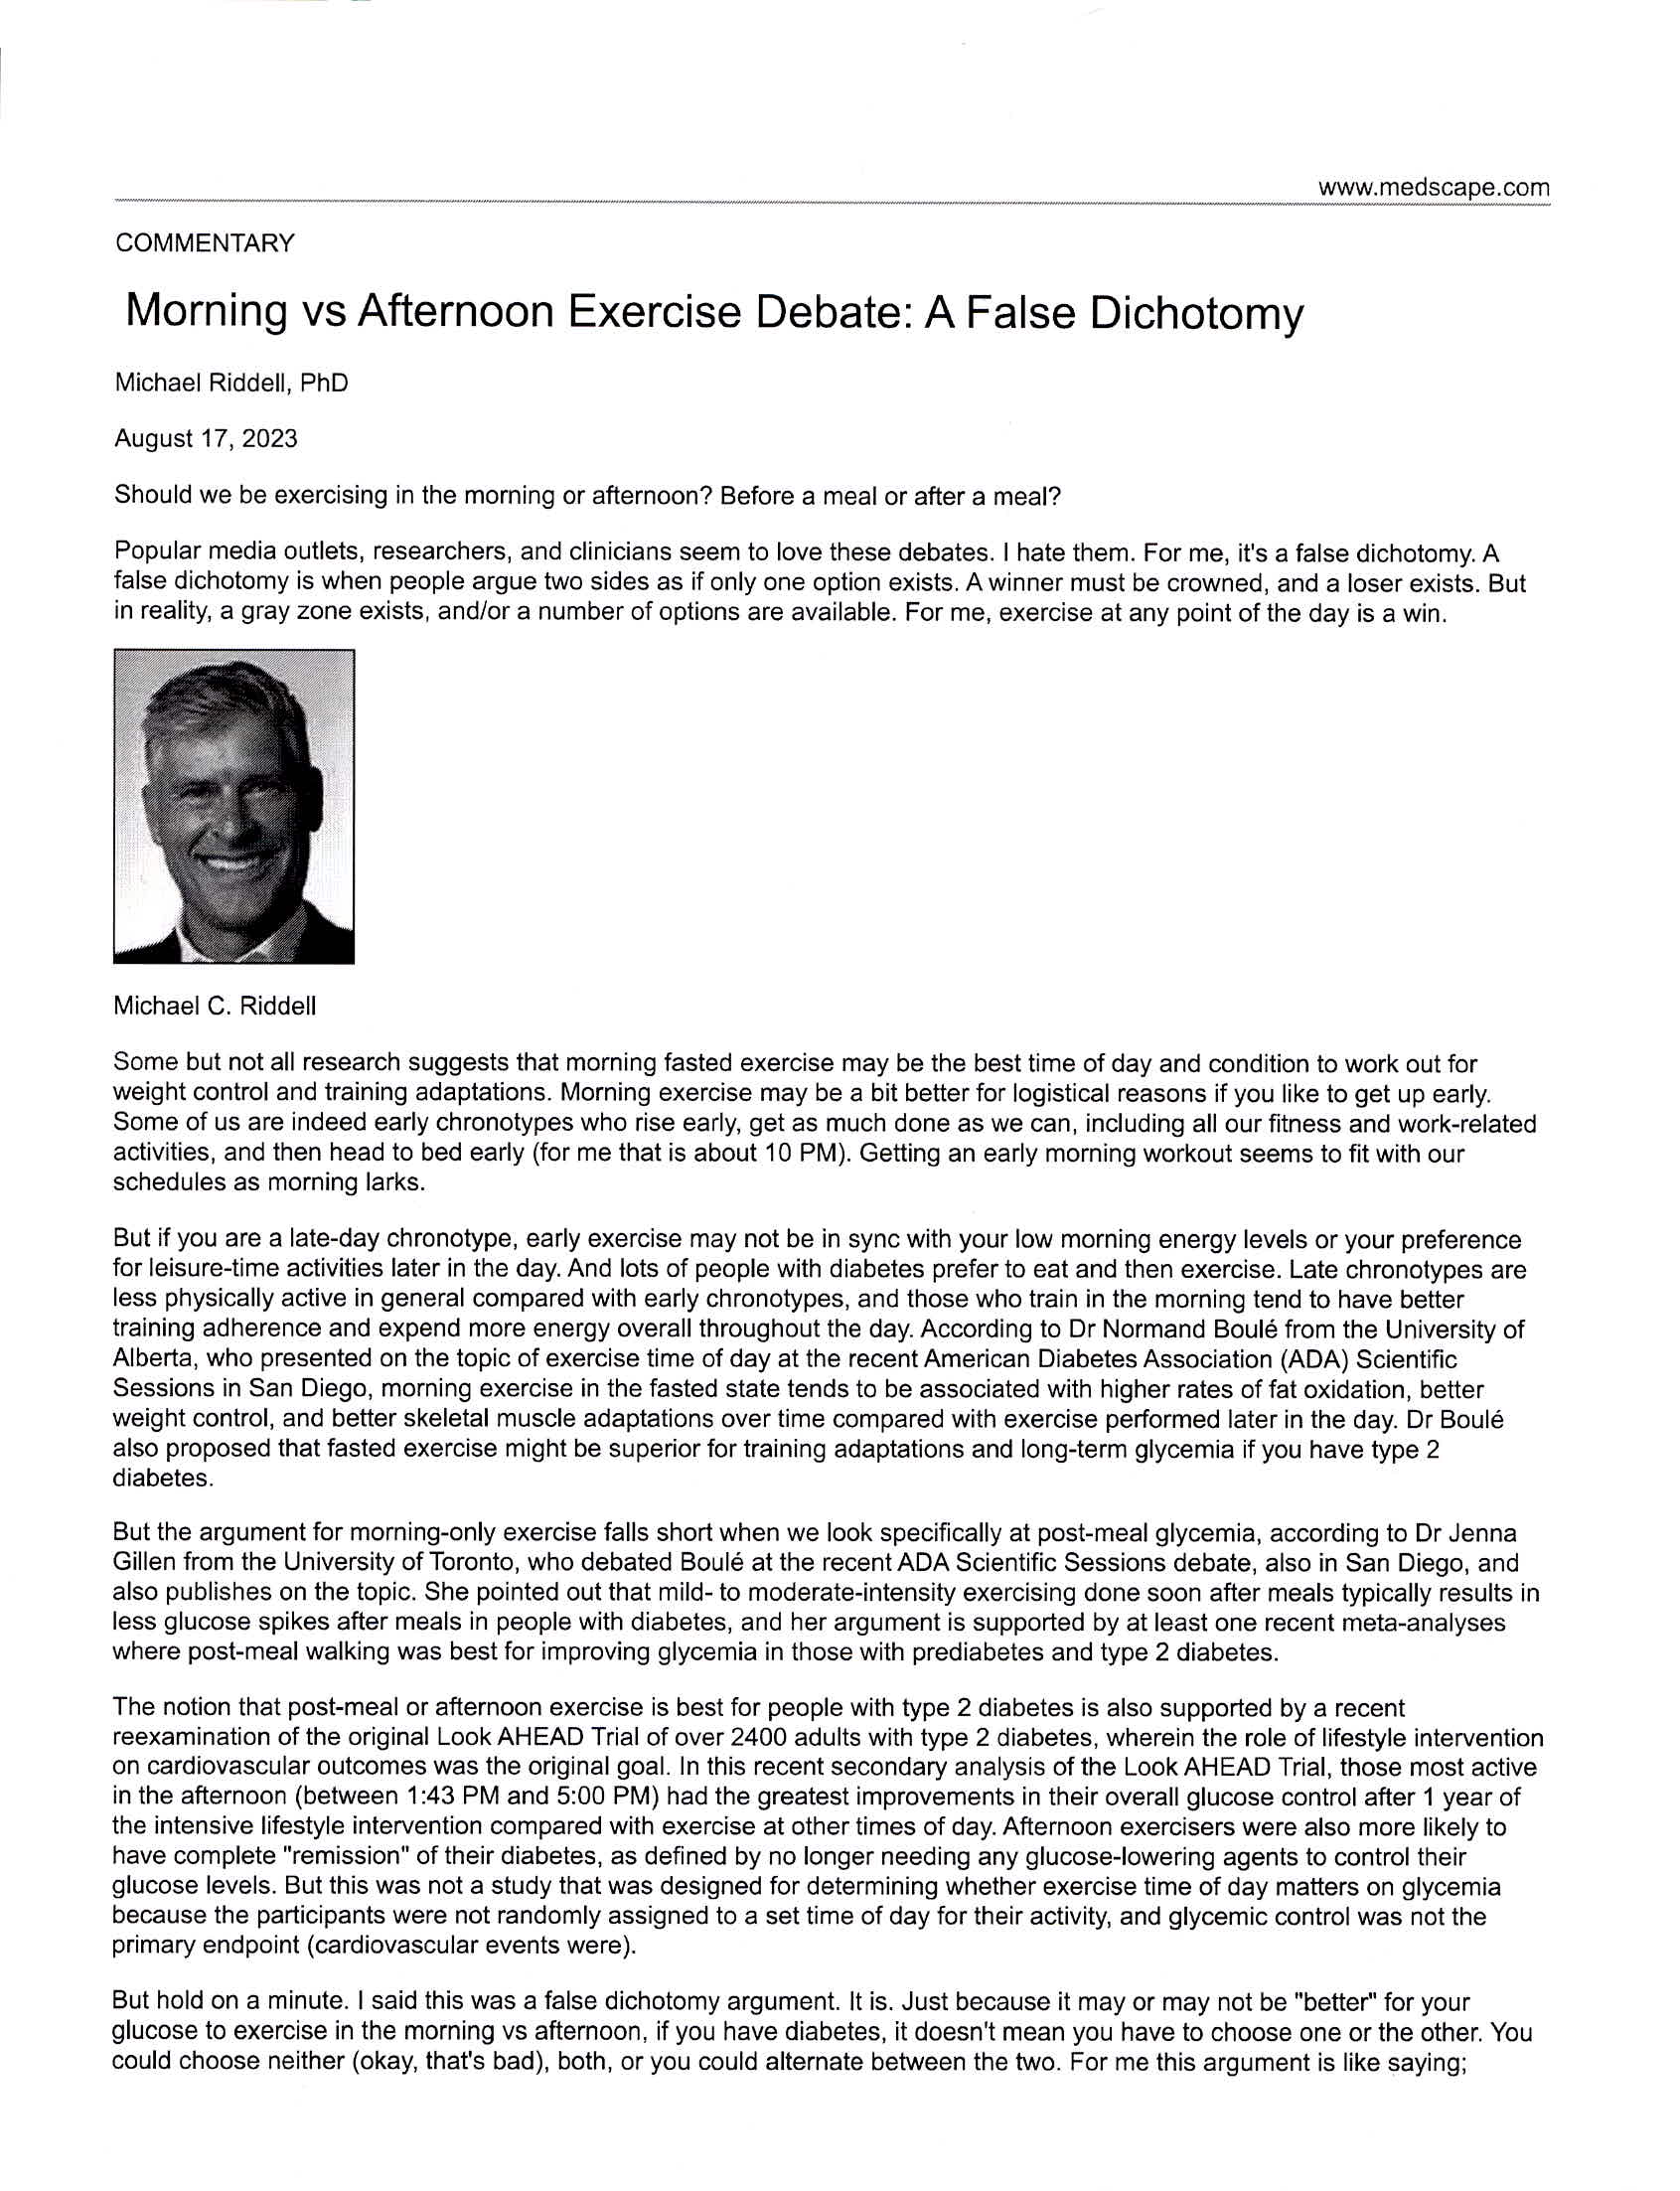 www.medscape.com
COMMENTARY
Morning vs Afternoon Exercise Debate: A False Dichotomy
Michael Riddell, PhD
August 17, 2023
Should we be exercising in the morning or afternoon? Before a meal or after a meal?
Popular media outlets, researchers, and clinicians seem to love these debates. I hate them. For me, it's a false dichotomy. A
false dichotomy is when people argue two sides as if only one option exists. A winner must be crowned, and a loser exists. But
in reality, a gray zone exists, and/or a number of options are available. For me, exercise at any point of the day is a win.
Michael C. Riddell
Some but not all research suggests that morning fasted exercise may be the best time of day and condition to work out for
weight control and training adaptations. Morning exercise may be a bit better for logistical reasons if you like to get up early.
Some of us are indeed early chronotypes who rise early, get as much done as we can, including all our fitness and work-related
activities, and then head to bed early (for me that is about 10 PM). Getting an early morning workout seems to fit with our
schedules as morning larks.
But if you are a late-day chronotype, early exercise may not be in sync with your low morning energy levels or your preference
for leisure-time activities later in the day. And lots of people with diabetes prefer to eat and then exercise. Late chronotypes are
less physically active in general compared with early chronotypes, and those who train in the morning tend to have better
training adherence and expend more energy overall throughout the day. According to Dr Normand Boulé from the University of
Alberta, who presented on the topic of exercise time of day at the recent American Diabetes Association (ADA) Scientific
Sessions in San Diego, morning exercise in the fasted state tends to be associated with higher rates of fat oxidation, better
weight control, and better skeletal muscle adaptations over time compared with exercise performed later in the day. Dr Boulé
also proposed that fasted exercise might be superior for training adaptations and long-term glycemia if you have type 2
diabetes.
But the argument for morning-only exercise falls short when we look specifically at post-meal glycemia, according to Dr Jenna
Gillen from the University of Toronto, who debated Boulé at the recent ADA Scientific Sessions debate, also in San Diego, and
also publishes on the topic. She pointed out that mild- to moderate-intensity exercising done soon after meals typically results in
less glucose spikes after meals in people with diabetes, and her argument is supported by at least one recent meta-analyses
where post-meal walking was best for improving glycemia in those with prediabetes and type 2 diabetes.
The notion that post-meal or afternoon exercise is best for people with type 2 diabetes is also supported by a recent
reexamination of the original Look AHEAD Trial of over 2400 adults with type 2 diabetes, wherein the role of lifestyle intervention
on cardiovascular outcomes was the original goal. In this recent secondary analysis of the Look AHEAD Trial, those most active
in the afternoon (between 1:43 PM and 5:00 PM) had the greatest improvements in their overall glucose control after 1 year of
the intensive lifestyle intervention compared with exercise at other times of day. Afternoon exercisers were also more likely to
have complete "remission" of their diabetes, as defined by no longer needing any glucose-lowering agents to control their
glucose levels. But this was not a study that was designed for determining whether exercise time of day matters on glycemia
because the participants were not randomly assigned to a set time of day for their activity, and glycemic control was not the
primary endpoint (cardiovascular events were).
But hold on a minute. I said this was a false dichotomy argument. It is. Just because it may or may not be "better" for your
glucose to exercise in the morning vs afternoon, if you have diabetes, it doesn't mean you have to choose one or the other. You
could choose neither (okay, that's bad), both, or you could alternate between the two. For me this argument is like saying;